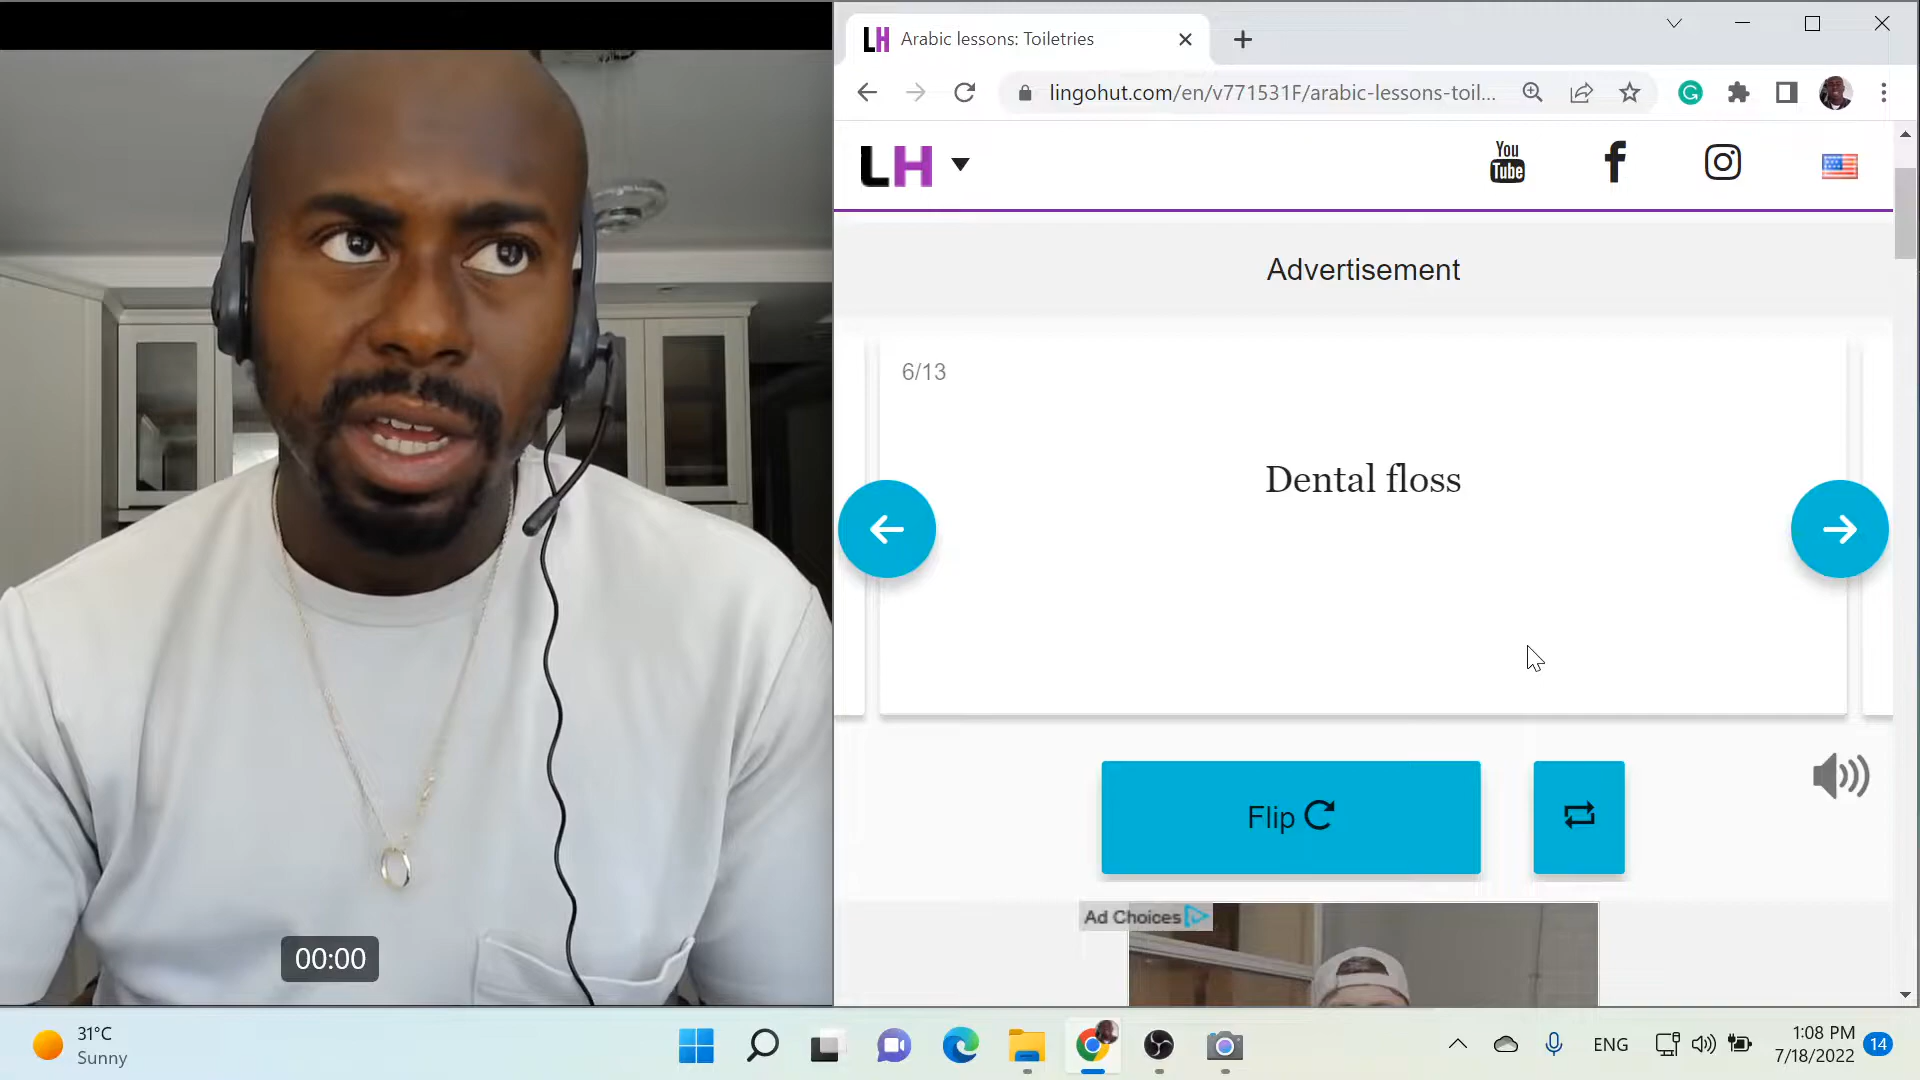 00:00
LH Arabic lessons: Toiletries
lingohut.com/en/v771531F/arabic-lessons-toil...
LH
You
Tube
Advertisement
6/13
Dental floss
Flip
Ad Choices
31°C
Sunny
ENG
1:08 PM
7/18/2022
14